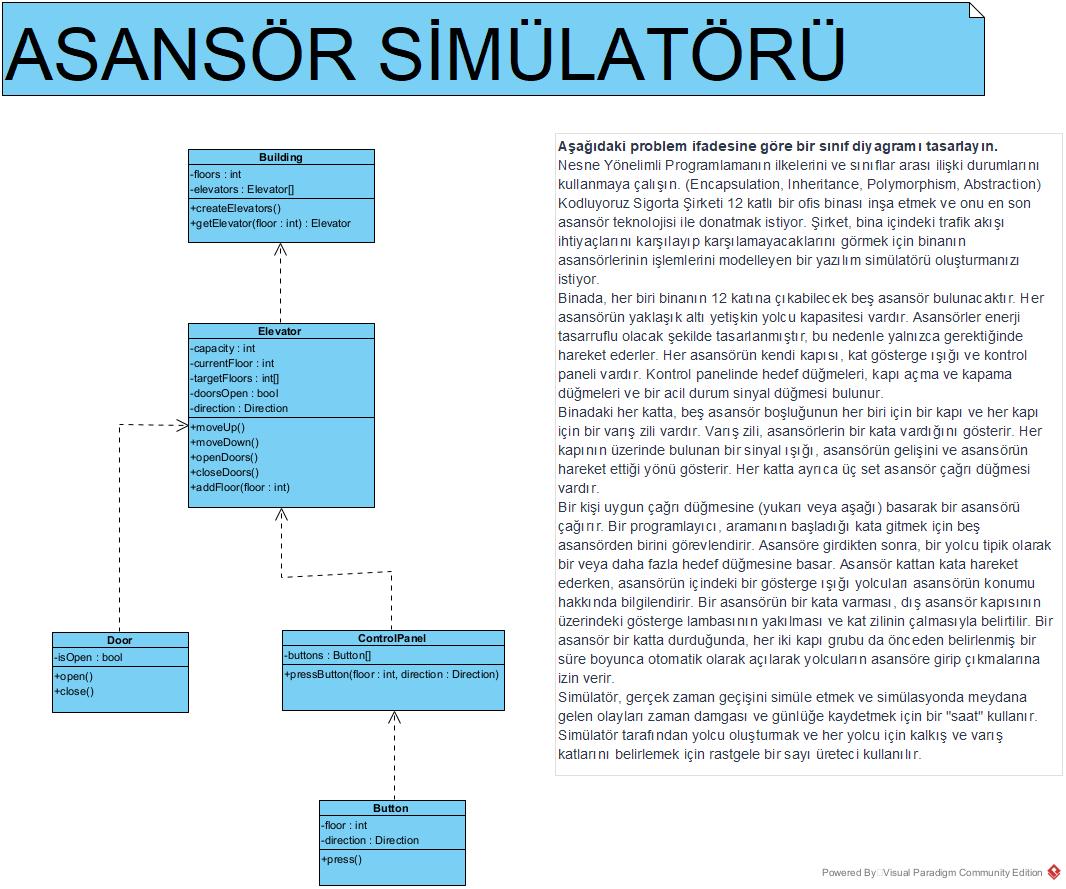 ASANSÖR SİMÜLATÖRÜ
Building
-floors : int
-elevators : Elevator[]
+createElevators()
+getElevator(floor : int) : Elevator
Elevator
-capacity : int
-currentFloor : int
-targetFloors : int[]
-doorsOpen : bool
-direction : Direction
+moveUp()
+moveDown()
+openDoors()
+closeDoors()
+addFloor(floor : int)
Door
-isOpen : bool
+open()
+close()
ControlPanel
-buttons : Button[]
+pressButton(floor : int, direction : Direction)
Button
-floor : int
-direction : Direction
+press()
Aşağıdaki problem ifadesine göre bir sınıf diyagramı tasarlayın.
Nesne Yönelimli Programlamanın ilkelerini ve sınıflar arası ilişki durumlarını
kullanmaya çalışın. (Encapsulation, Inheritance, Polymorphism, Abstraction)
Kodluyoruz Sigorta Şirketi 12 katlı bir ofis binası inşa etmek ve onu en son
asansör teknolojisi ile donatmak istiyor. Şirket, bina içindeki trafik akışı
ihtiyaçlarını karşılayıp karşılamayacaklarını görmek için binanın
asansörlerinin işlemlerini modelleyen bir yazılım simülatörü oluşturmanızı
istiyor.
Binada, her biri binanın 12 katına çıkabilecek beş asansör bulunacaktır. Her
asansörün yaklaşık altı yetişkin yolcu kapasitesi vardır. Asansörler enerji
tasarruflu olacak şekilde tasarlanmıştır, bu nedenle yalnızca gerektiğinde
hareket ederler. Her asansörün kendi kapısı, kat gösterge ışığı ve kontrol
paneli vardır. Kontrol panelinde hedef düğmeleri, kapı açma ve kapama
düğmeleri ve bir acil durum sinyal düğmesi bulunur.
Binadaki her katta, beş asansör boşluğunun her biri için bir kapı ve her kapı
için bir varış zili vardır. Varış zili, asansörlerin bir kata vardığını gösterir. Her
kapının üzerinde bulunan bir sinyal ışığı, asansörün gelişini ve asansörün
hareket ettiği yönü gösterir. Her katta ayrıca üç set asansör çağrı düğmesi
vardır.
Bir kişi uygun çağrı düğmesine (yukarı veya aşağı) basarak bir asansörü
çağırır. Bir programlayıcı, aramanın başladığı kata gitmek için beş
asansörden birini görevlendirir. Asansöre girdikten sonra, bir yolcu tipik olarak
bir veya daha fazla hedef düğmesine basar. Asansör kattan kata hareket
ederken, asansörün içindeki bir gösterge ışığı yolcuları asansörün konumu
hakkında bilgilendirir. Bir asansörün bir kata varması, dış asansör kapısının
üzerindeki gösterge lambasının yakılması ve kat zilinin çalmasıyla belirtilir. Bir
asansör bir katta durduğunda, her iki kapı grubu da önceden belirlenmiş bir
süre boyunca otomatik olarak açılarak yolcuların asansöre girip çıkmalarına
izin verir.
Simülatör, gerçek zaman geçişini simüle etmek ve simülasyonda meydana
gelen olayları zaman damgası ve günlüğe kaydetmek için bir "saat" kullanır.
Simülatör tarafından yolcu oluşturmak ve her yolcu için kalkış ve varış
katlarını belirlemek için rastgele bir sayı üreteci kullanılır.
Powered By Visual Paradigm Community Edition